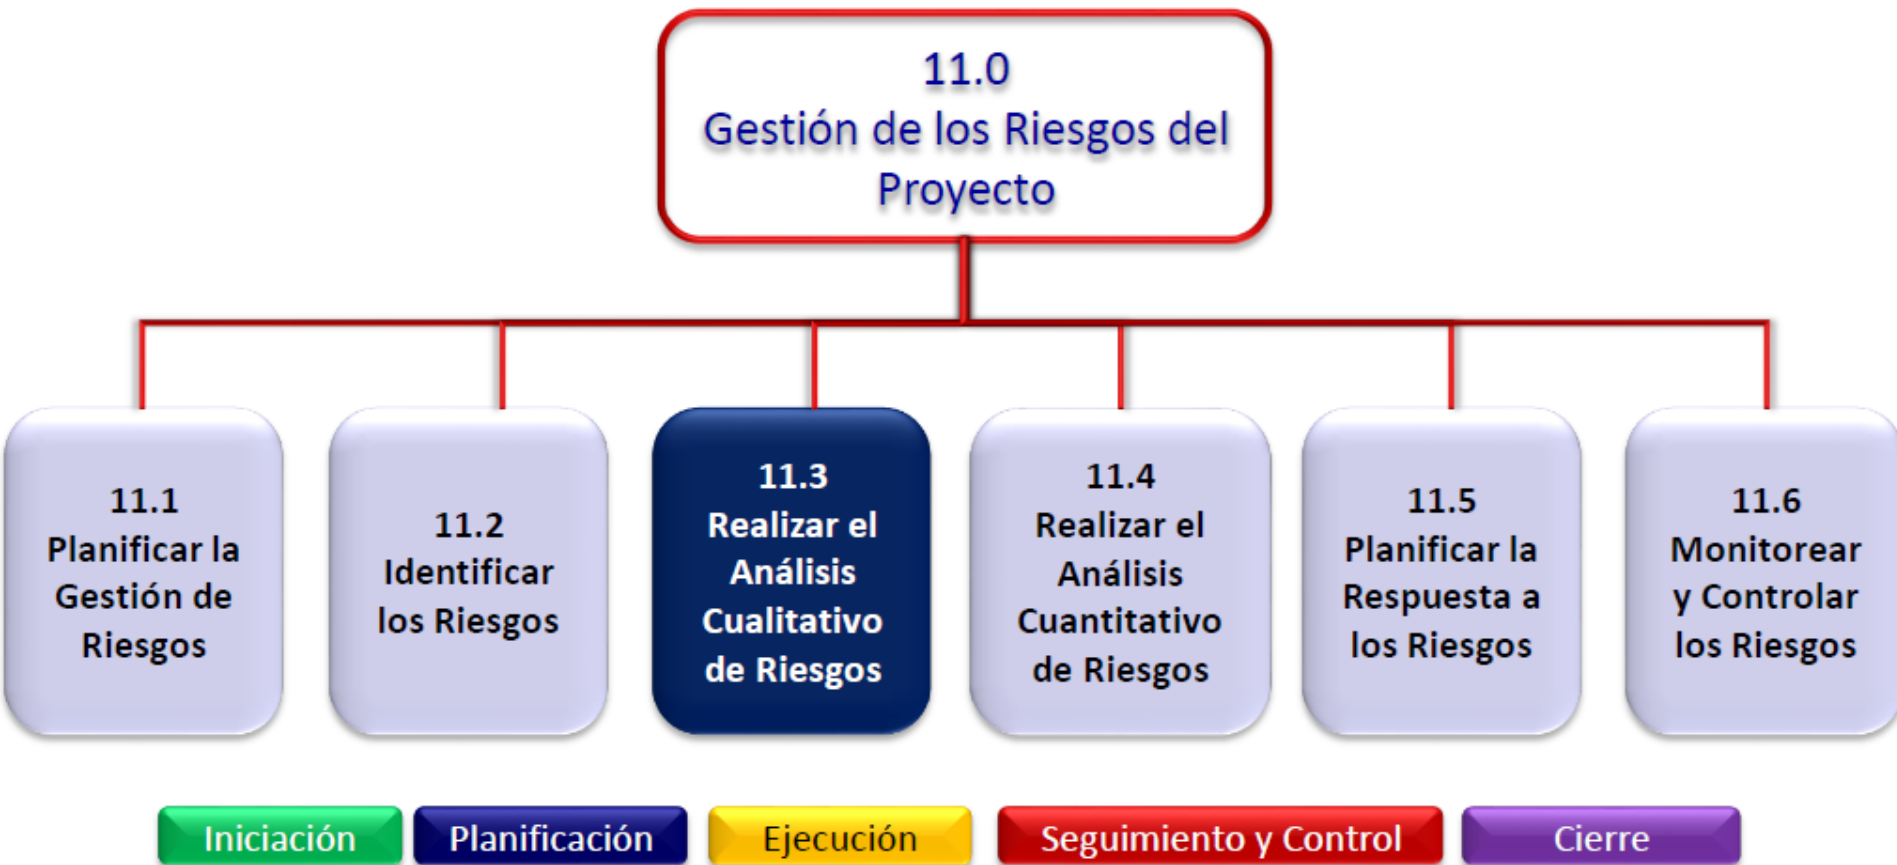 11.0
Gestión de los Riesgos del
Proyecto
11.1
Planificar la
Gestión de
Riesgos
11.2
Identificar
los Riesgos
11.3
Realizar el
Análisis
Cualitativo
de Riesgos
11.4
Realizar el
Análisis
Cuantitativo
de Riesgos
11.5
Planificar la
Respuesta a
los Riesgos
11.6
Monitorear
y Controlar
los Riesgos
Iniciación
Planificación
Ejecución
Seguimiento y Control
Cierre